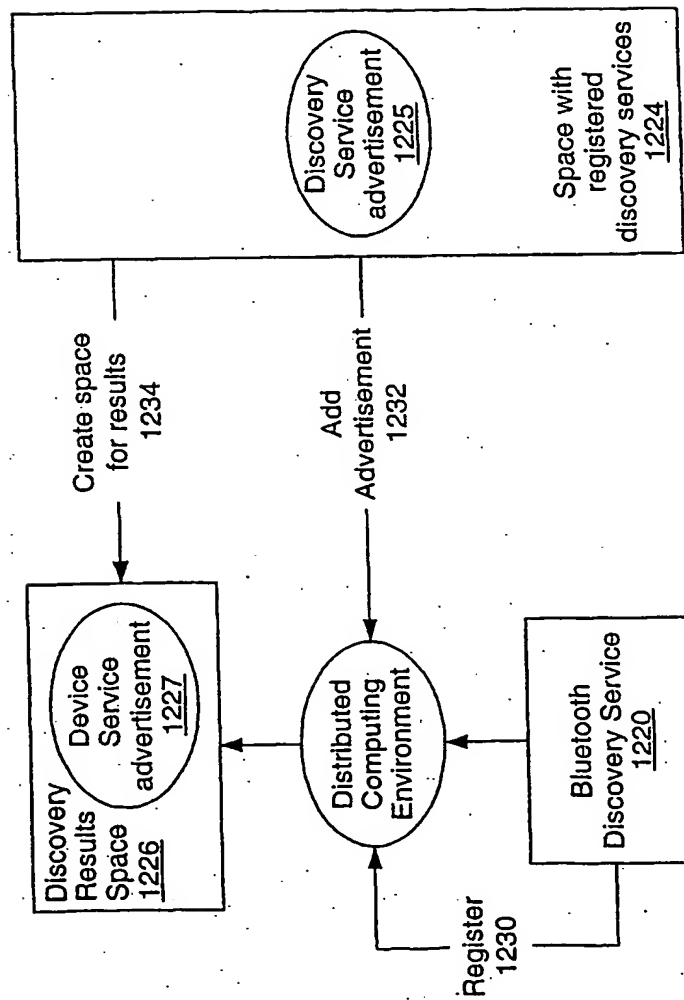 Discovery
Results
Space
1226
Device
Service
advertisement
1227
Create space
for results
1234
Discovery
Service
advertisement
1225
Space with
registered
discovery services
1224
Add
Advertisement
1232
Distributed
Computing
Environment
Register
1230
Bluetooth
Discovery Service
1220